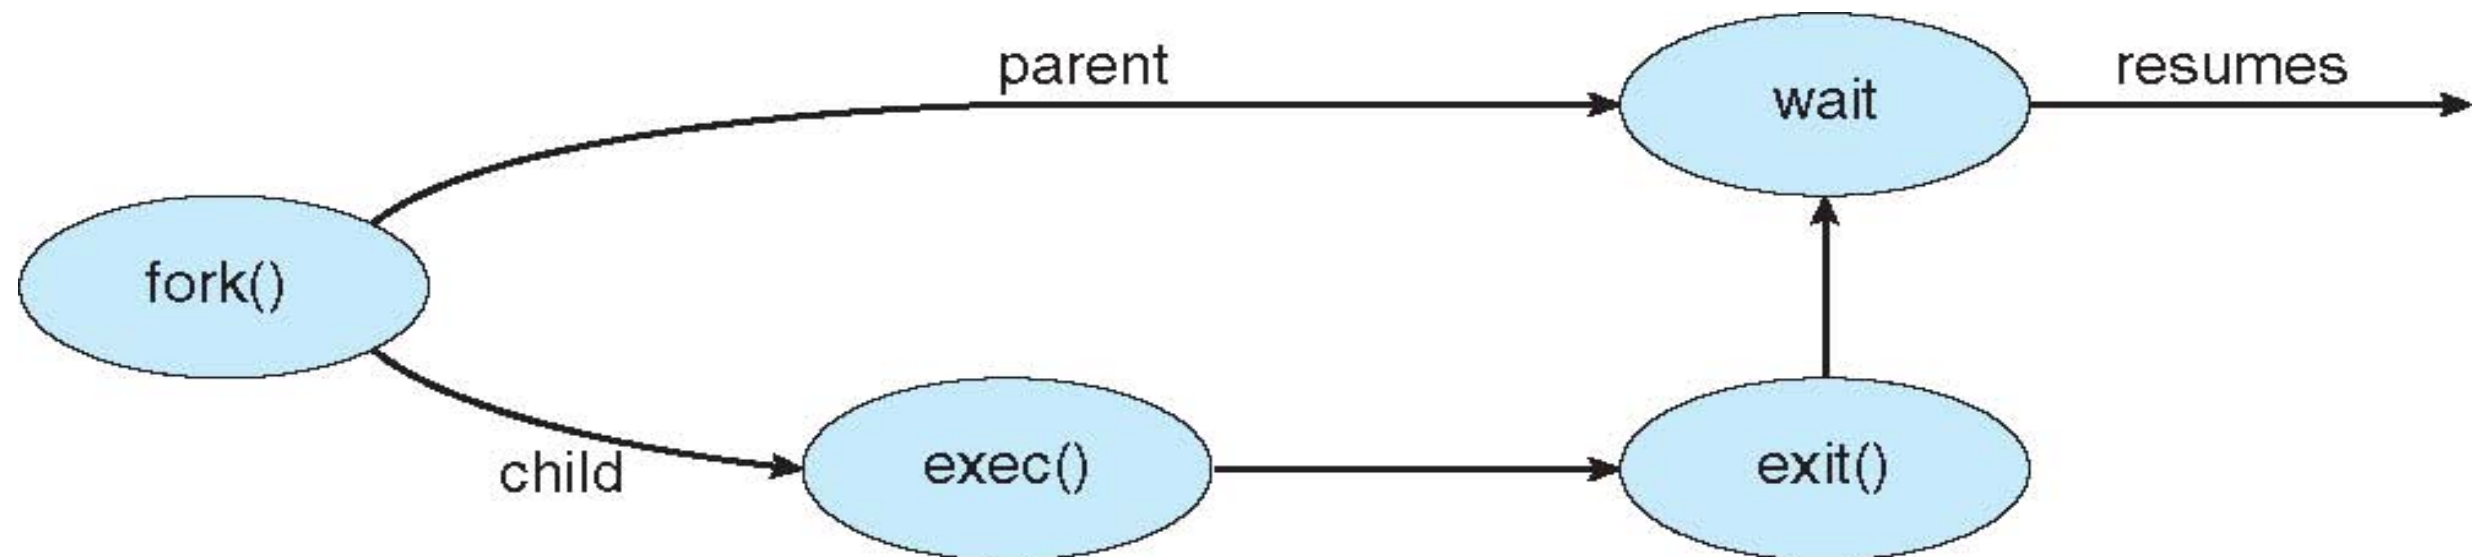 parent
resumes
wait
fork()
child
exec()
exit()